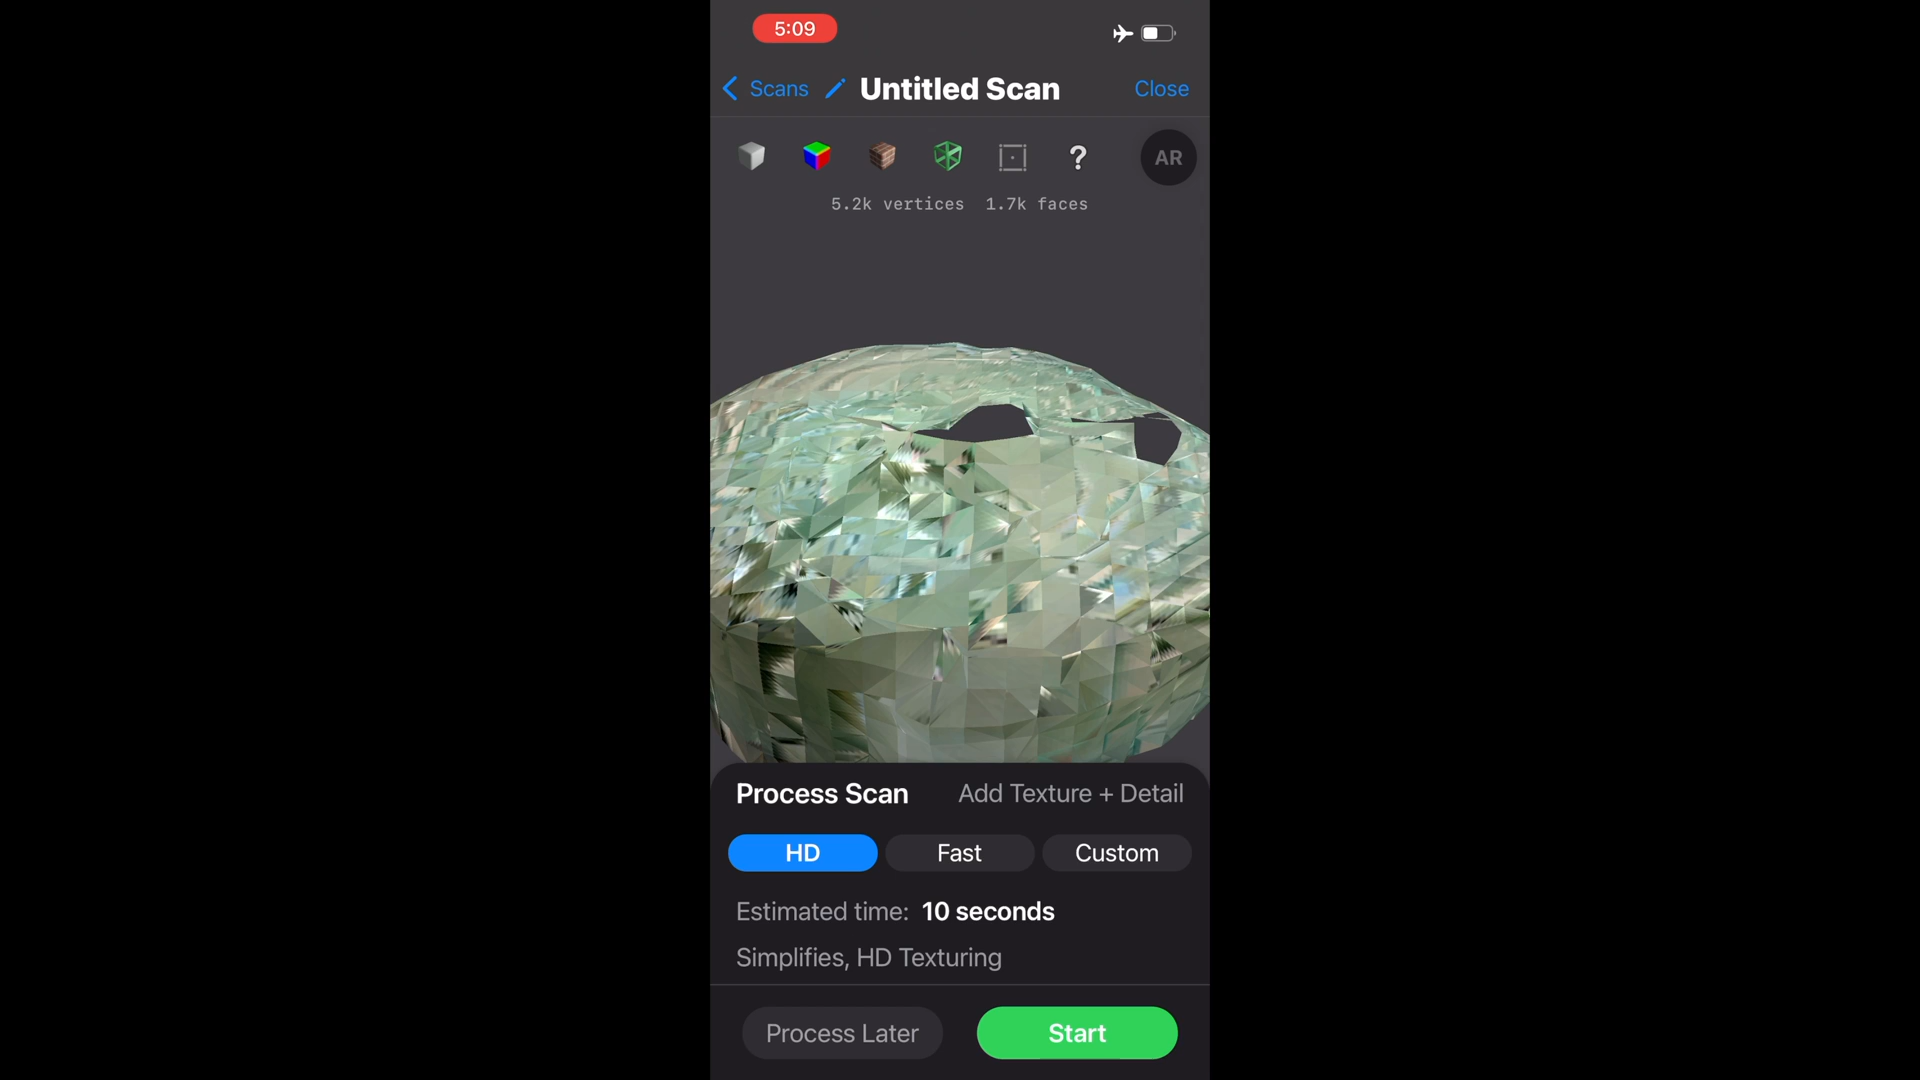 5:09
Scans Untitled Scan Close
? AR
5.2k vertices 1.7k faces
Process Scan Add Texture + Detail
HD Fast Custom
Estimated time: 10 seconds
Simplifies, HD Texturing
Process Later Start